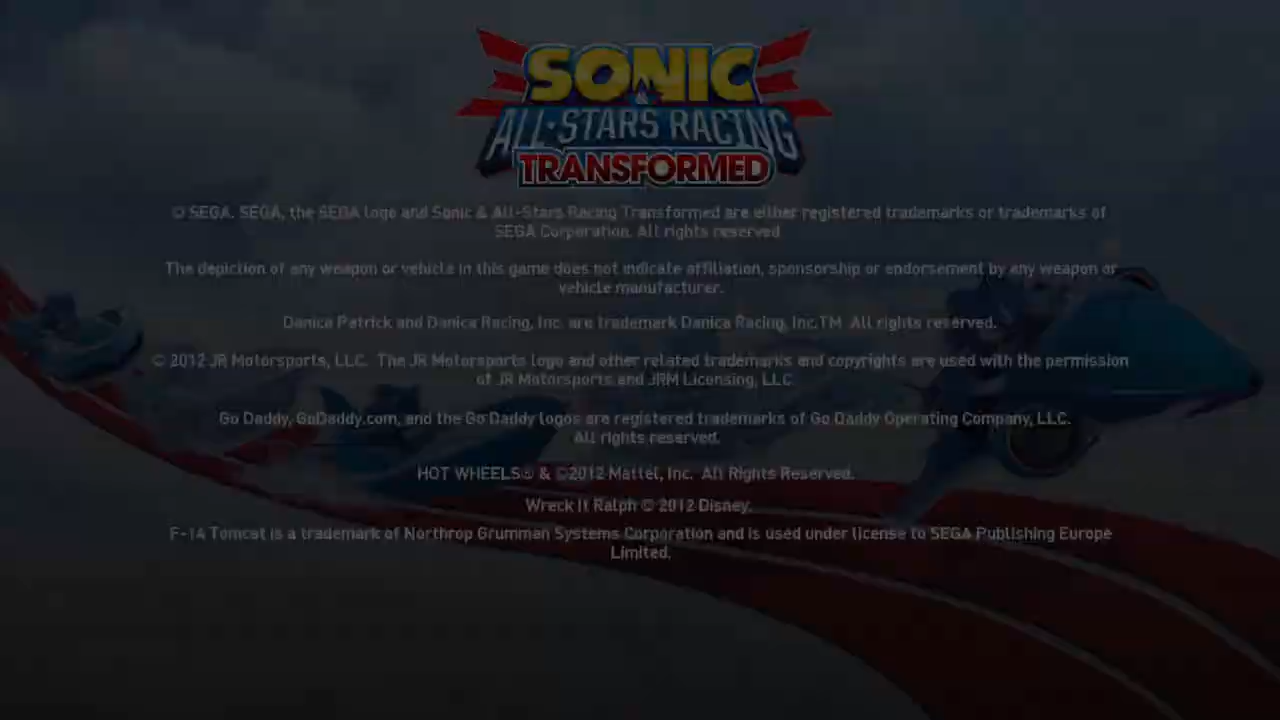 SONIC
&
ALL-STARS RACING
TRANSFORMED
© SEGA. SEGA, the SEGA logo and Sonic & All-Stars Racing Transformed are either registered trademarks or trademarks of
SEGA Corporation. All rights reserved.
The depiction of any weapon or vehicle in this game does not indicate affiliation, sponsorship or endorsement by any weapon or
vehicle manufacturer.
Danica Patrick and Danica Racing, Inc. are trademark Danica Racing, Inc.TM All rights reserved.
© 2012 JR Motorsports, LLC. The JR Motorsports logo and other related trademarks and copyrights are used with the permission
of JR Motorsports and JRM Licensing, LLC.
Go Daddy, GoDaddy.com, and the Go Daddy logos are registered trademarks of Go Daddy Operating Company, LLC.
All rights reserved.
HOT WHEELS® & ©2012 Mattel, Inc. All Rights Reserved.
Wreck It Ralph © 2012 Disney.
F-14 Tomcat is a trademark of Northrop Grumman Systems Corporation and is used under license to SEGA Publishing Europe
Limited.